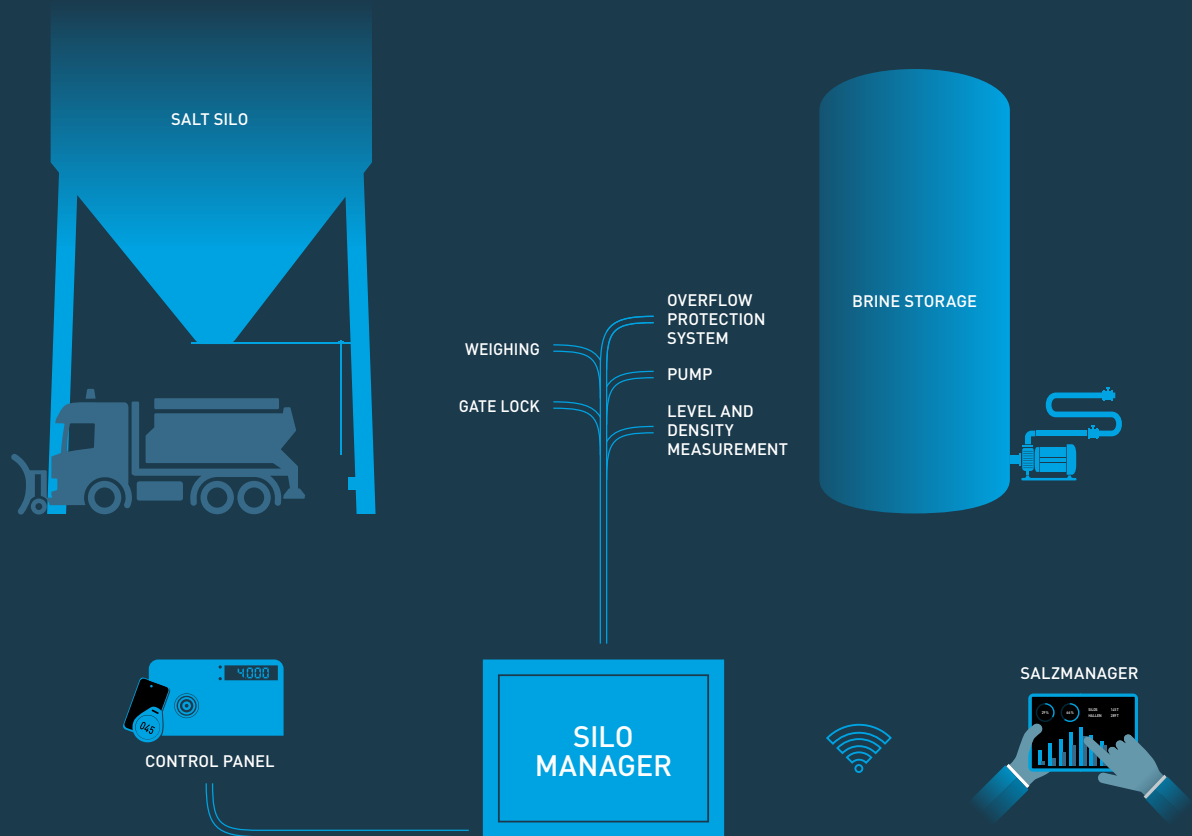 SALT SILO
BRINE STORAGE
OVERFLOW
PROTECTION
SYSTEM
WEIGHING
PUMP
GATE LOCK
LEVEL AND
DENSITY
MEASUREMENT
4000
045
CONTROL PANEL
SILO
MANAGER
SALZMANAGER